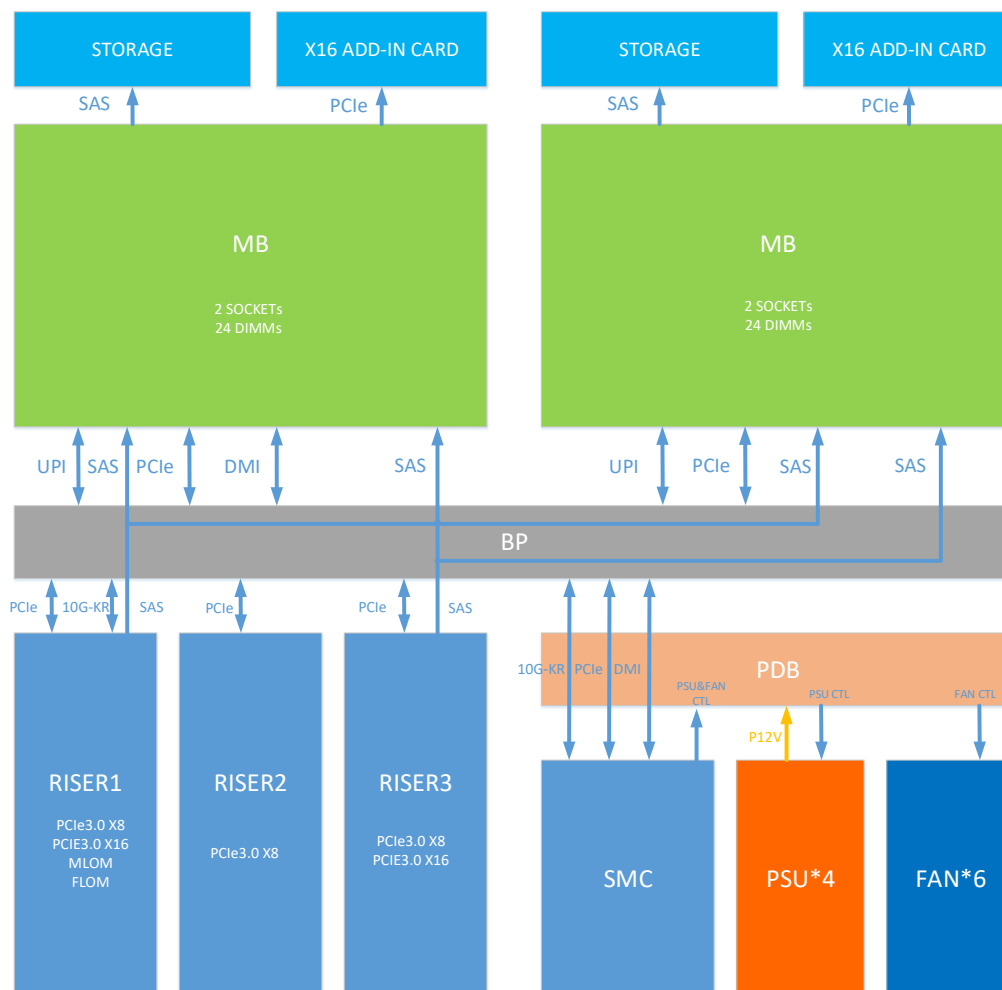 STORAGE
X16 ADD-IN CARD
STORAGE
X16 ADD-IN CARD
SAS
PCIe
SAS
PCIe
MB
2 SOCKETs
24 DIMMs
MB
2 SOCKETs
24 DIMMs
UPI
SAS
PCIe
DMI
SAS
UPI
PCIe
SAS
SAS
BP
PCIe
10G-KR
SAS
PCIe
PCIe
SAS
10G-KR
PCIe
DMI
PDB
PSU&FAN
CTL
PSU CTL
FAN CTL
P12V
RISER1
PCIe3.0 X8
PCIE3.0 X16
MLOM
FLOM
RISER2
PCIe3.0 X8
RISER3
PCIe3.0 X8
PCIE3.0 X16
SMC
PSU*4
FAN*6